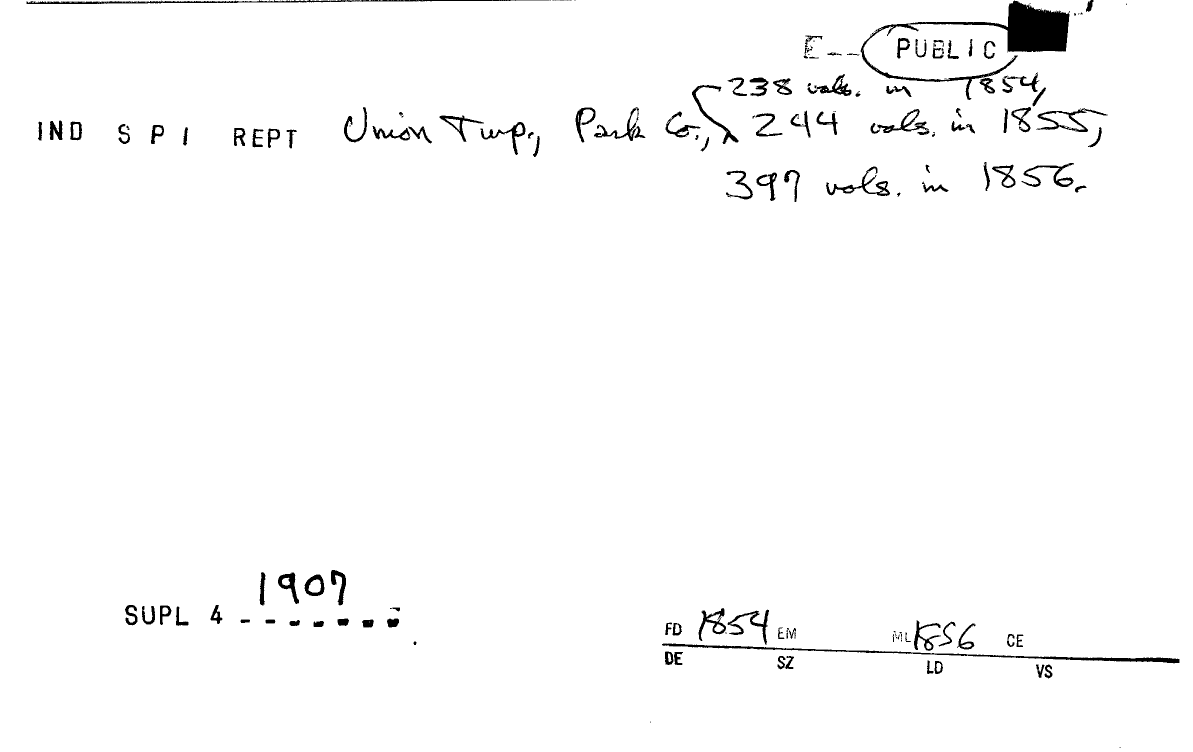 E-- PUBLIC
238 vols. in 1854,
IND S P I REPT Union Twp., Park Co., 244 vols. in 1855,
397 vols. in 1856.
1907
SUPL 4 -------
FD 1854 EM ML 1856 CE
DE SZ LD VS